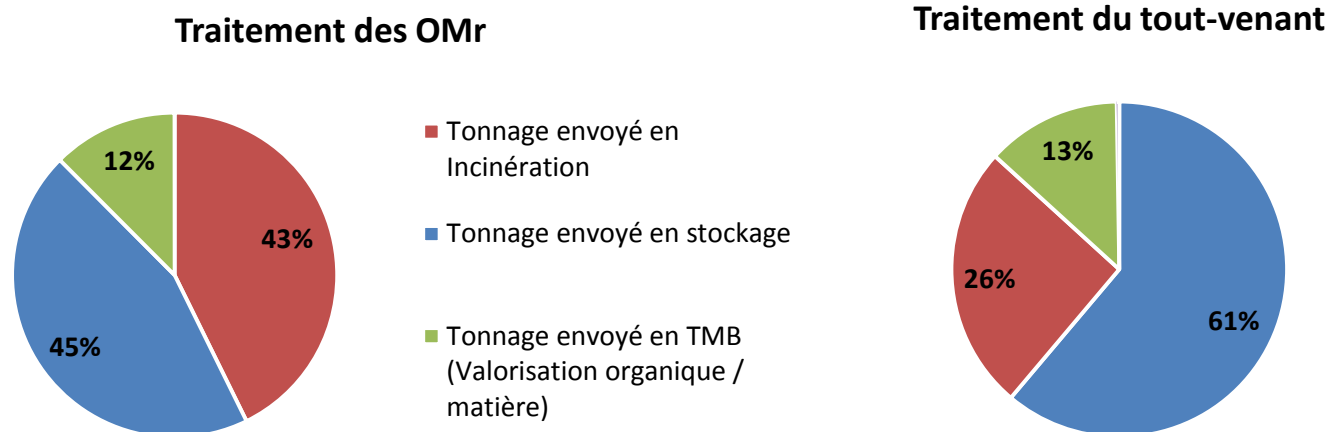 Traitement des OMr
12%
43%
45%
Tonnage envoyé en
Incinération
Tonnage envoyé en stockage
Tonnage envoyé en TMB
(Valorisation organique /
matière)
Traitement du tout-venant
13%
26%
61%